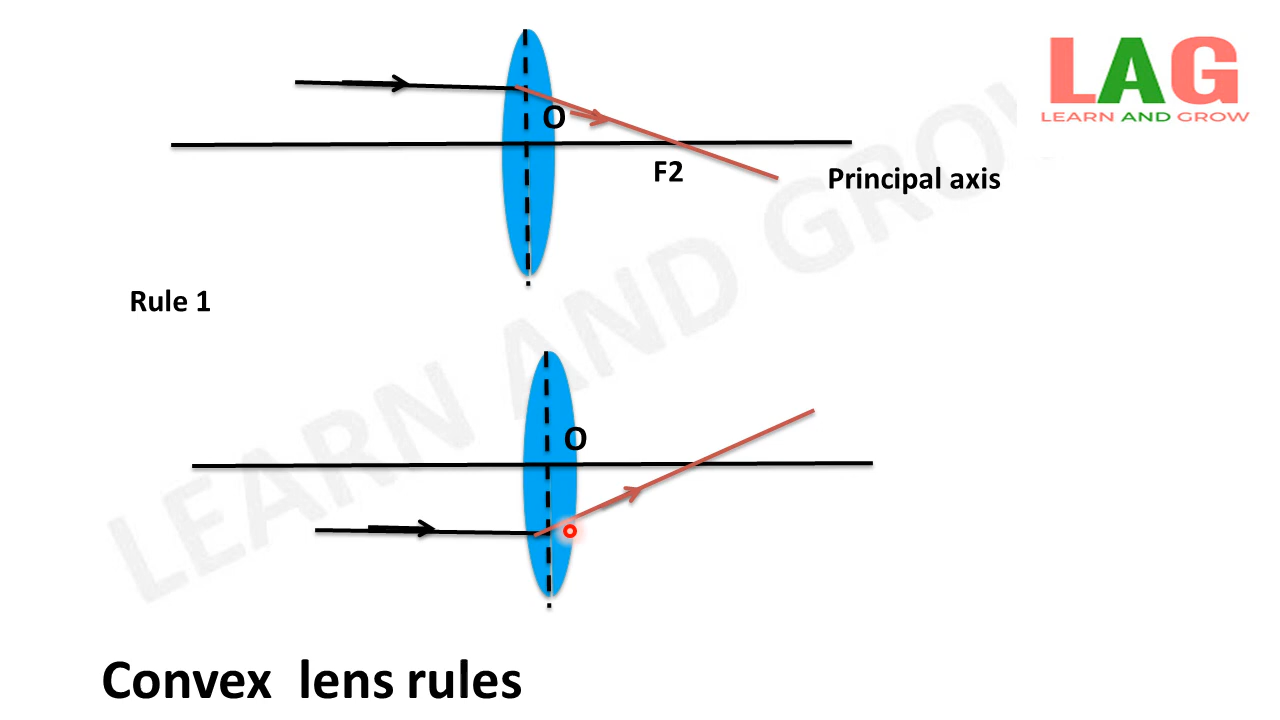 LAG
LEARN AND GROW
O
F2
Principal axis
Rule 1
LEARN AND GROW
O
Convex lens rules